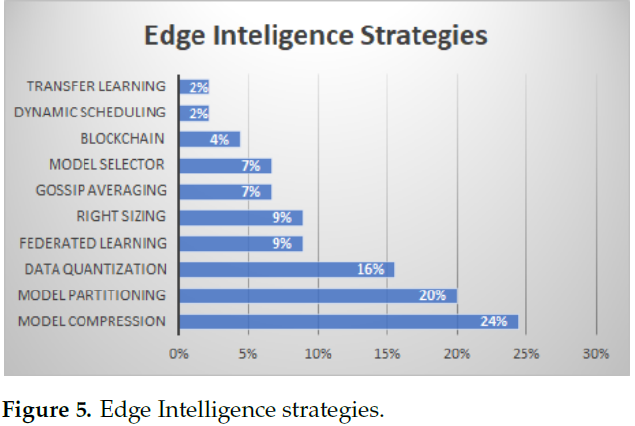 Edge Inteligence Strategies
TRANSFER LEARNING 2%
DYNAMIC SCHEDULING 2%
BLOCKCHAIN 4%
MODEL SELECTOR 7%
GOSSIP AVERAGING 7%
RIGHT SIZING 9%
FEDERATED LEARNING 9%
DATA QUANTIZATION 16%
MODEL PARTITIONING 20%
MODEL COMPRESSION 24%
0% 5% 10% 15% 20% 25% 30%
Figure 5. Edge Intelligence strategies.